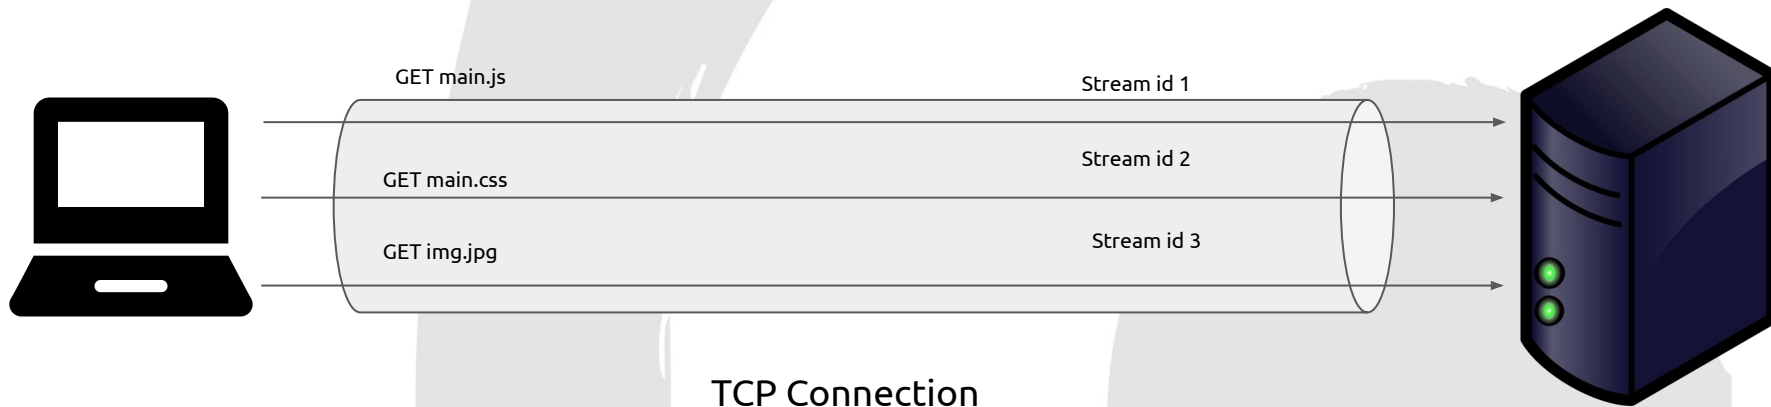 GET main.js
Stream id 1
Stream id 2
GET main.css
Stream id 3
GET img.jpg
TCP Connection